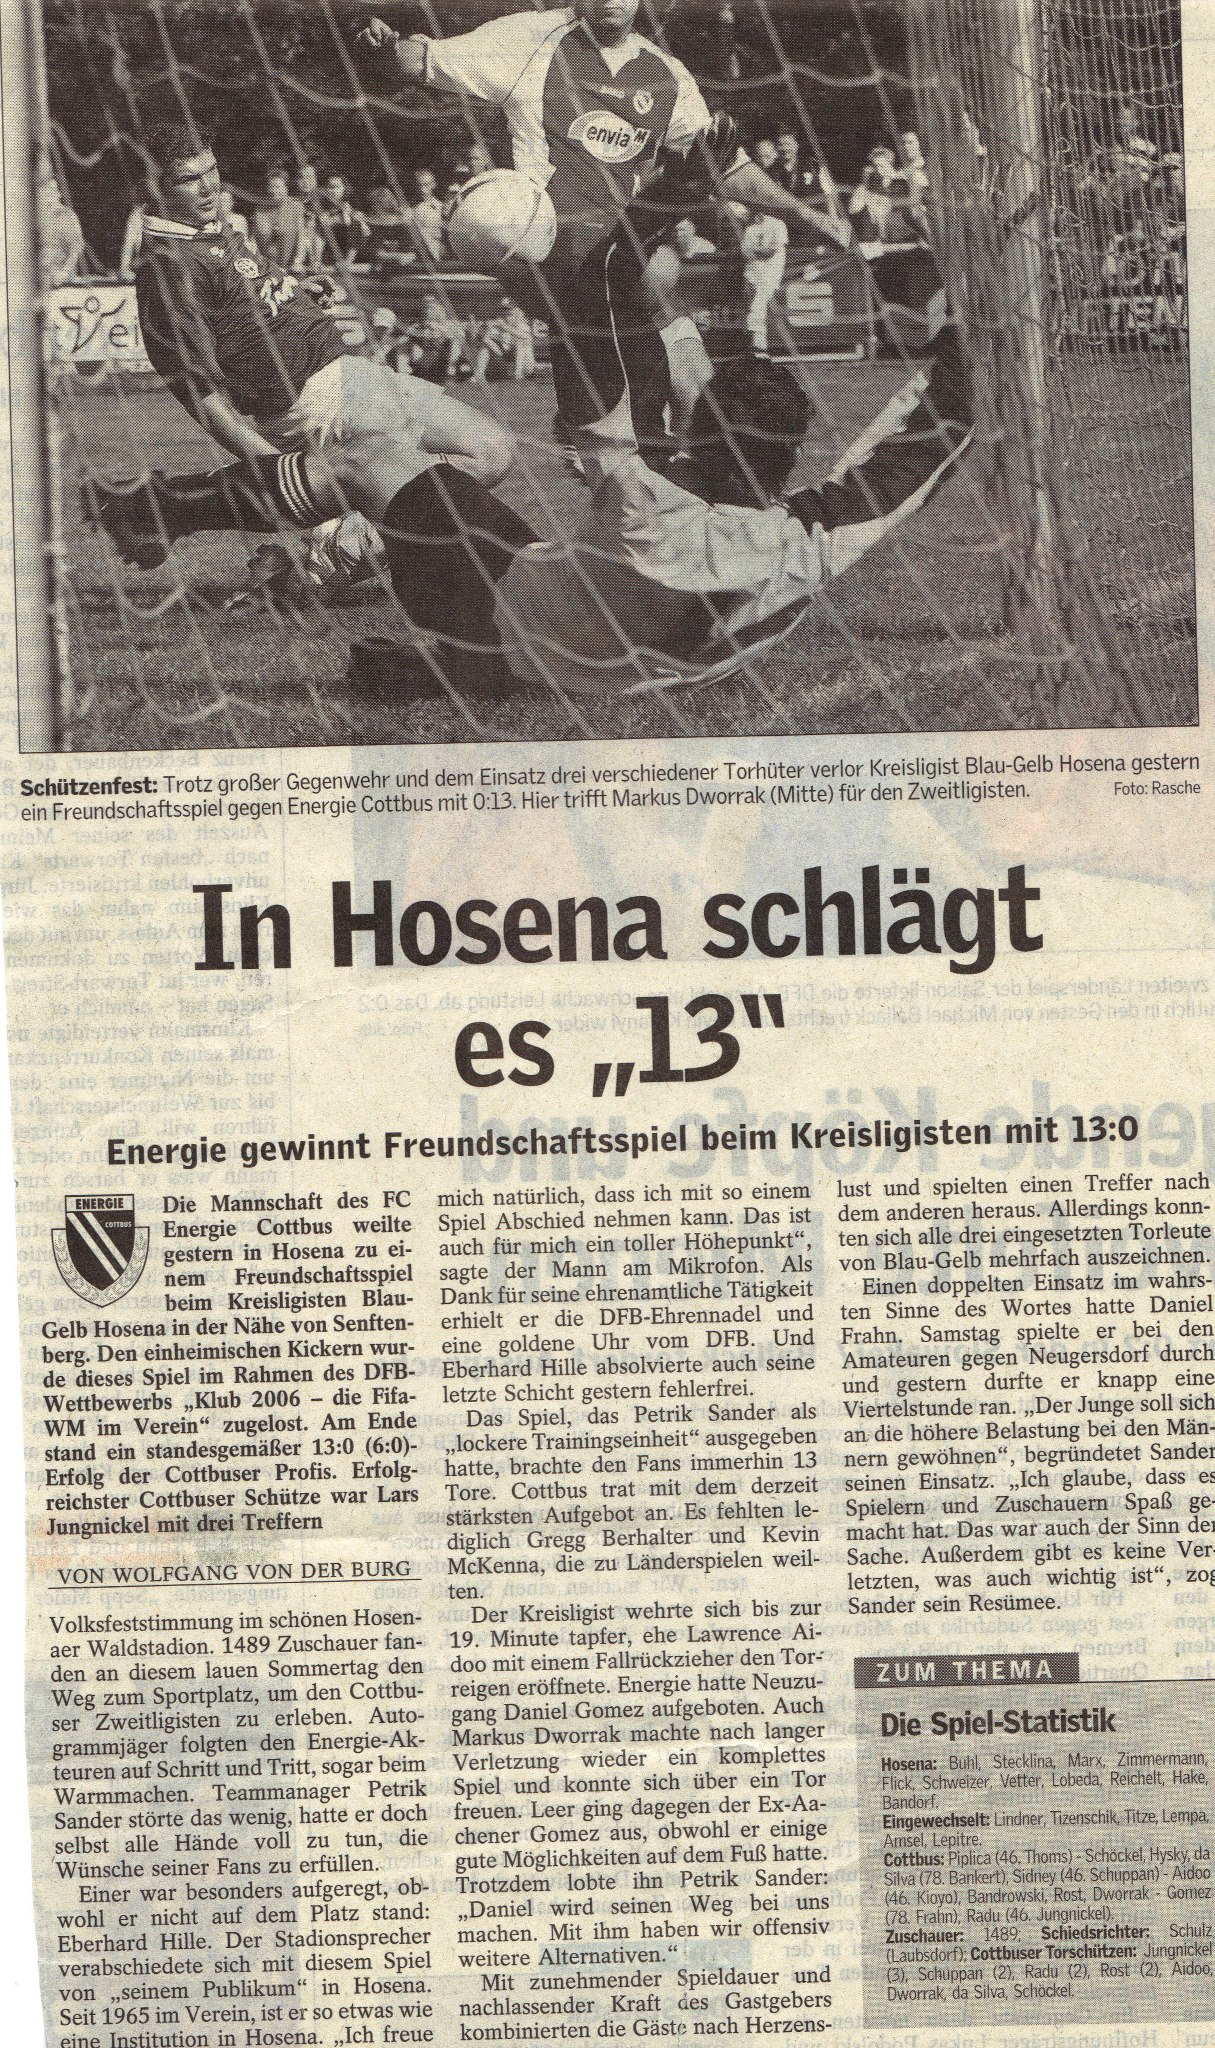 envia M
Schützenfest: Trotz großer Gegenwehr und dem Einsatz drei verschiedener Torhüter verlor Kreisligist Blau-Gelb Hosena gestern
ein Freundschaftsspiel gegen Energie Cottbus mit 0:13. Hier trifft Markus Dworrak (Mitte) für den Zweitligisten.
Foto: Rasche
In Hosena schlägt
es „13“
Energie gewinnt Freundschaftsspiel beim Kreisligisten mit 13:0
ENERGIE
COTTBUS
Die Mannschaft des FC
Energie Cottbus weilte
gestern in Hosena zu ei-
nem Freundschaftsspiel
beim Kreisligisten Blau-
Gelb Hosena in der Nähe von Senften-
berg. Den einheimischen Kickern wur-
de dieses Spiel im Rahmen des DFB-
Wettbewerbs „Klub 2006 – die Fifa-
WM im Verein“ zugelost. Am Ende
stand ein standesgemäßer 13:0 (6:0)-
Erfolg der Cottbuser Profis. Erfolg-
reichster Cottbuser Schütze war Lars
Jungnickel mit drei Treffern
VON WOLFGANG VON DER BURG
Volksfeststimmung im schönen Hosen-
aer Waldstadion. 1489 Zuschauer fan-
den an diesem lauen Sommertag den
Weg zum Sportplatz, um den Cottbu-
ser Zweitligisten zu erleben. Auto-
grammjäger folgten den Energie-Ak-
teuren auf Schritt und Tritt, sogar beim
Warmmachen. Teammanager Petrik
Sander störte das wenig, hatte er doch
selbst alle Hände voll zu tun, die
Wünsche seiner Fans zu erfüllen.
Einer war besonders aufgeregt, ob-
wohl er nicht auf dem Platz stand:
Eberhard Hille. Der Stadionsprecher
verabschiedete sich mit diesem Spiel
von „seinem Publikum“ in Hosena.
Seit 1965 im Verein, ist er so etwas wie
eine Institution in Hosena. „Ich freue
mich natürlich, dass ich mit so einem
Spiel Abschied nehmen kann. Das ist
auch für mich ein toller Höhepunkt“,
sagte der Mann am Mikrofon. Als
Dank für seine ehrenamtliche Tätigkeit
erhielt er die DFB-Ehrennadel und
eine goldene Uhr vom DFB. Und
Eberhard Hille absolvierte auch seine
letzte Schicht gestern fehlerfrei.
Das Spiel, das Petrik Sander als
„lockere Trainingseinheit“ ausgegeben
hatte, brachte den Fans immerhin 13
Tore. Cottbus trat mit dem derzeit
stärksten Aufgebot an. Es fehlten le-
diglich Gregg Berhalter und Kevin
McKenna, die zu Länderspielen weil-
ten.
Der Kreisligist wehrte sich bis zur
19. Minute tapfer, ehe Lawrence Ai-
doo mit einem Fallrückzieher den Tor-
reigen eröffnete. Energie hatte Neuzu-
gang Daniel Gomez aufgeboten. Auch
Markus Dworrak machte nach langer
Verletzung wieder ein komplettes
Spiel und konnte sich über ein Tor
freuen. Leer ging dagegen der Ex-Aa-
chener Gomez aus, obwohl er einige
gute Möglichkeiten auf dem Fuß hatte.
Trotzdem lobte ihn Petrik Sander:
„Daniel wird seinen Weg bei uns
machen. Mit ihm haben wir offensiv
weitere Alternativen.“
Mit zunehmender Spieldauer und
nachlassender Kraft des Gastgebers
kombinierten die Gäste nach Herzens-
lust und spielten einen Treffer nach
dem anderen heraus. Allerdings konn-
ten sich alle drei eingesetzten Torleute
von Blau-Gelb mehrfach auszeichnen.
Einen doppelten Einsatz im wahrs-
ten Sinne des Wortes hatte Daniel
Frahn. Samstag spielte er bei den
Amateuren gegen Neugersdorf durch
und gestern durfte er knapp eine
Viertelstunde ran. „Der Junge soll sich
an die höhere Belastung bei den Män-
nern gewöhnen“, begründet Sander
seinen Einsatz. „Ich glaube, dass es
Spielern und Zuschauern Spaß ge-
macht hat. Das war auch der Sinn der
Sache. Außerdem gibt es keine Ver-
letzten, was auch wichtig ist“, zog
Sander sein Resümee.
ZUM THEMA
Die Spiel-Statistik
Hosena: Buhl, Stecklina, Marx, Zimmermann,
Flick, Schweizer, Vetter, Lobeda, Reichelt, Hake,
Bandorf.
Eingewechselt: Lindner, Tizenschik, Titze, Lempa,
Amsel, Lepitre.
Cottbus: Piplica (46. Thoms) - Schöckel, Hysky, da
Silva (78. Bankert), Sidney (46. Schuppan) - Aidoo
(46. Kioyo), Bandrowski, Rost, Dworrak - Gomez
(78. Frahn), Radu (46. Jungnickel).
Zuschauer: 1489; Schiedsrichter: Schulz
(Laubsdorf); Cottbuser Torschützen: Jungnickel
(3), Schuppan (2), Radu (2), Rost (2), Aidoo,
Dworrak, da Silva, Schöckel.